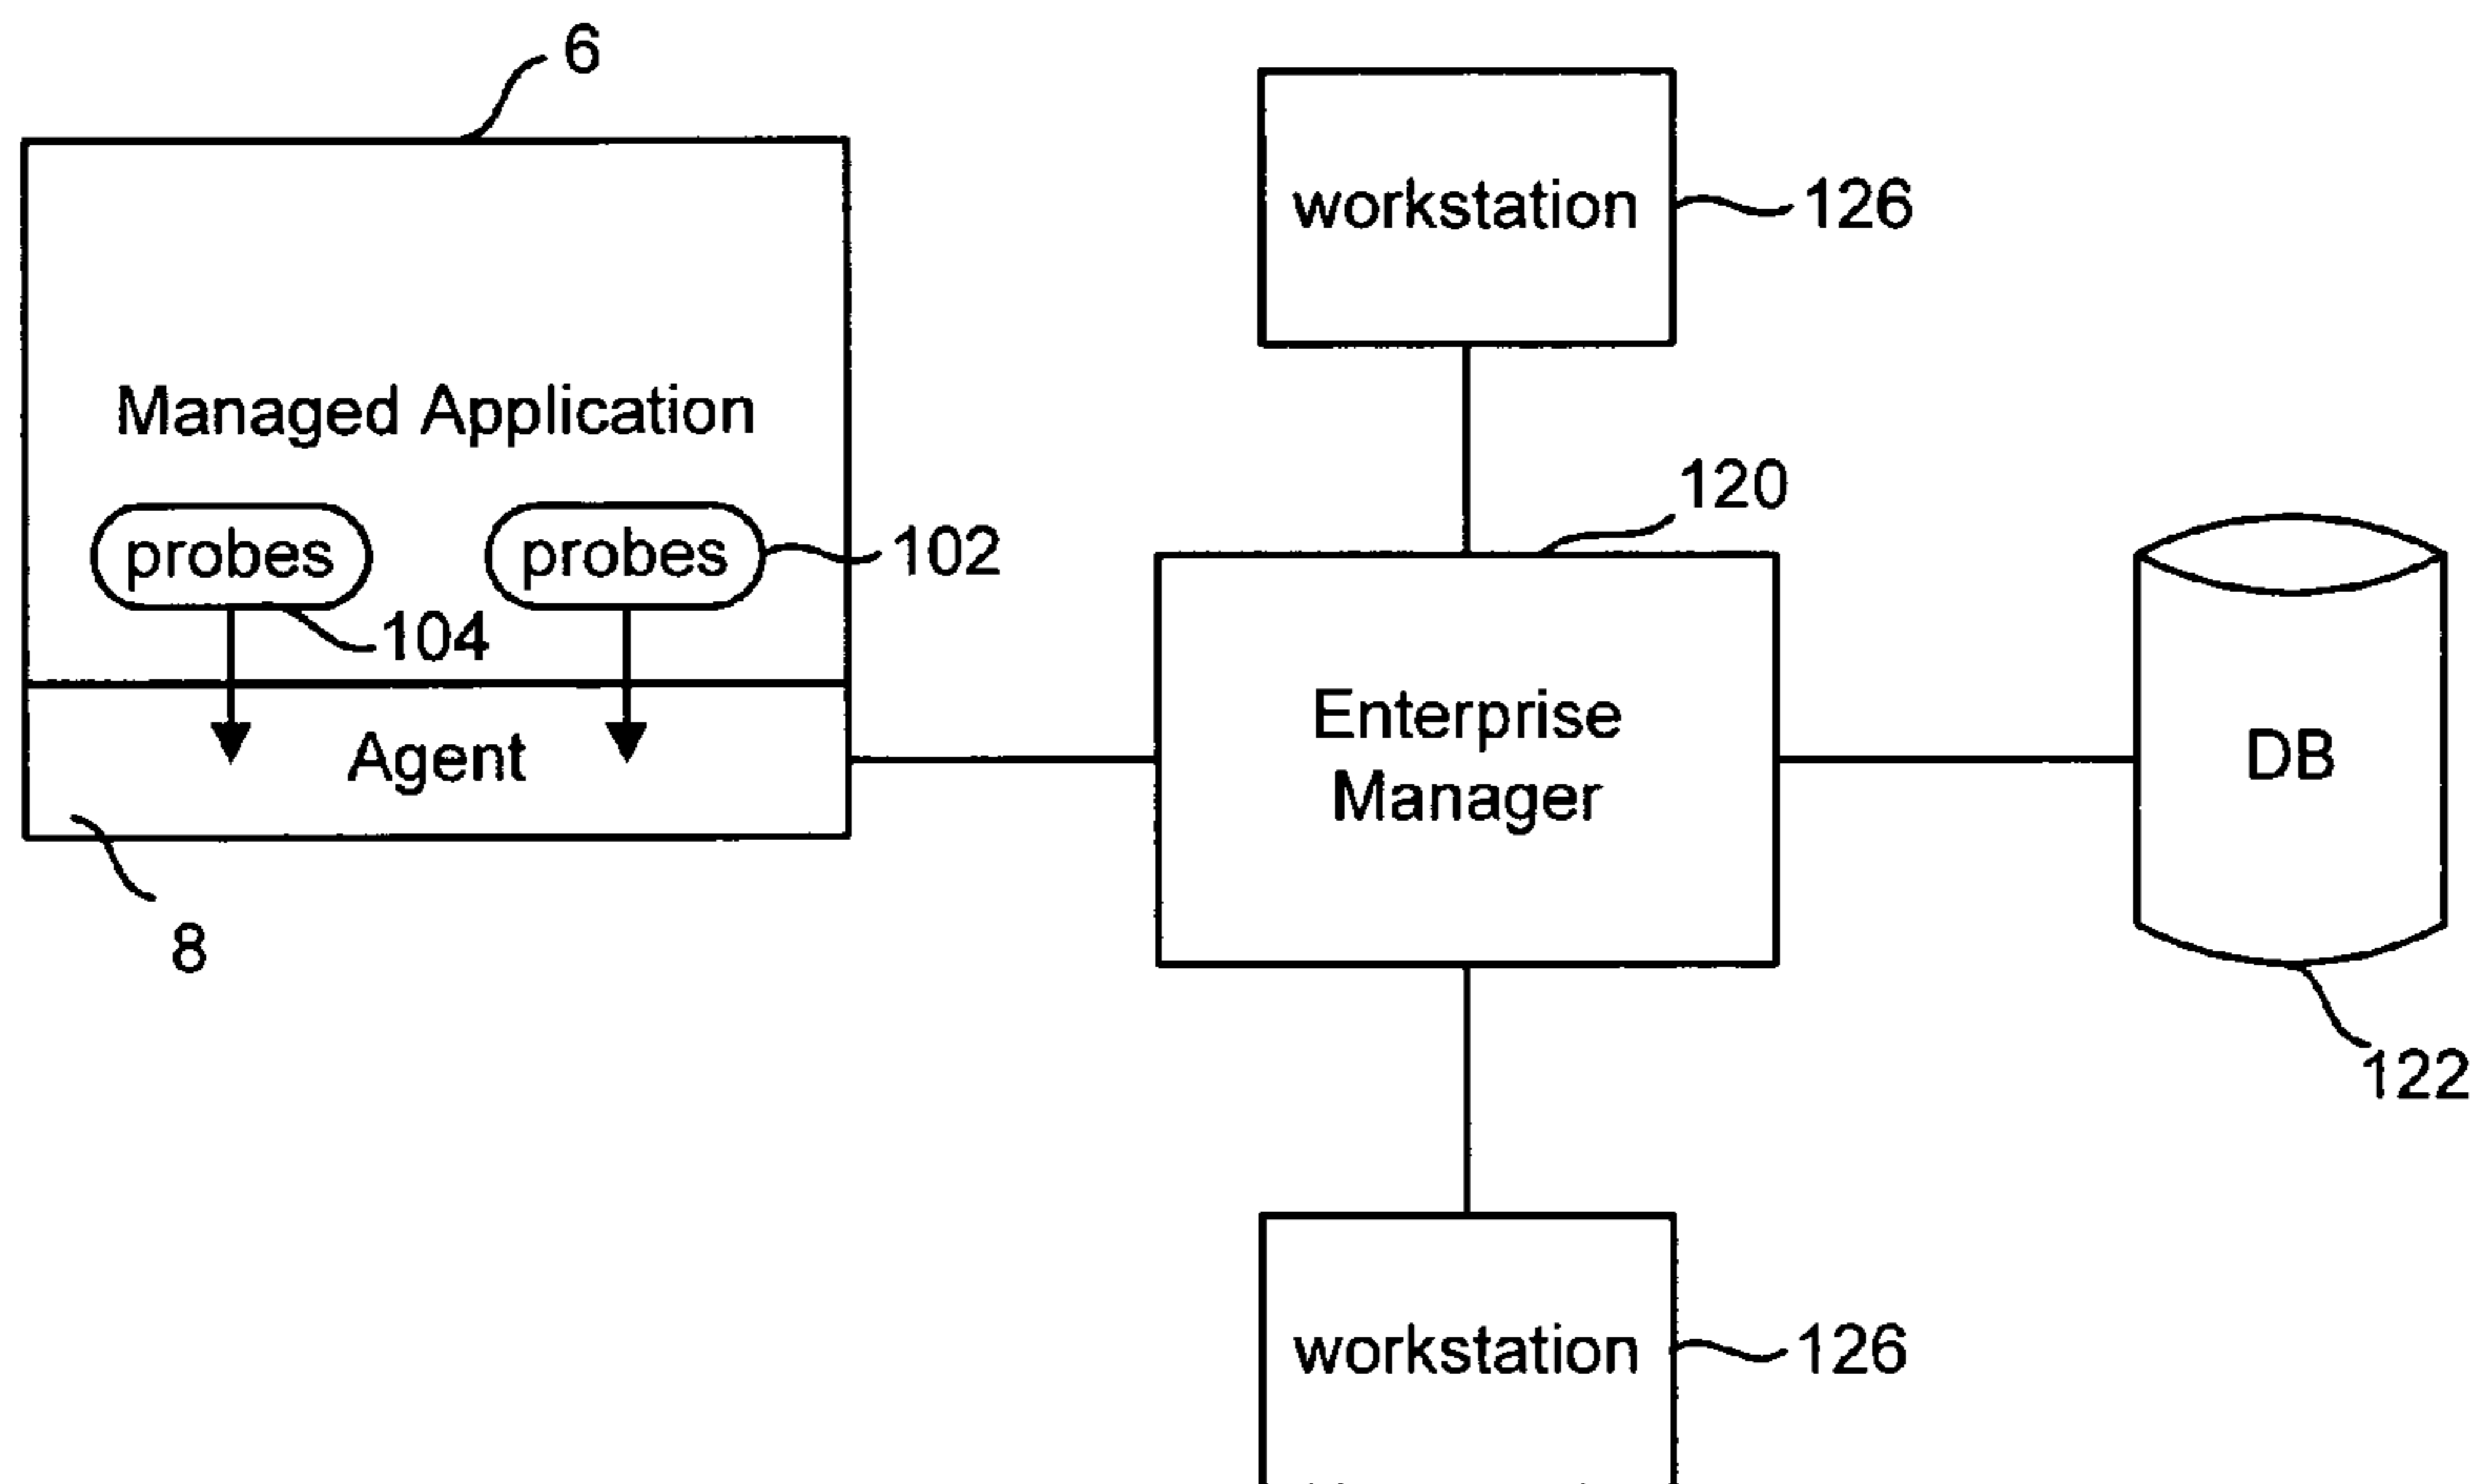 6
workstation
126
Managed Application
120
probes
probes
102
104
Enterprise
Manager
DB
Agent
8
122
workstation
126